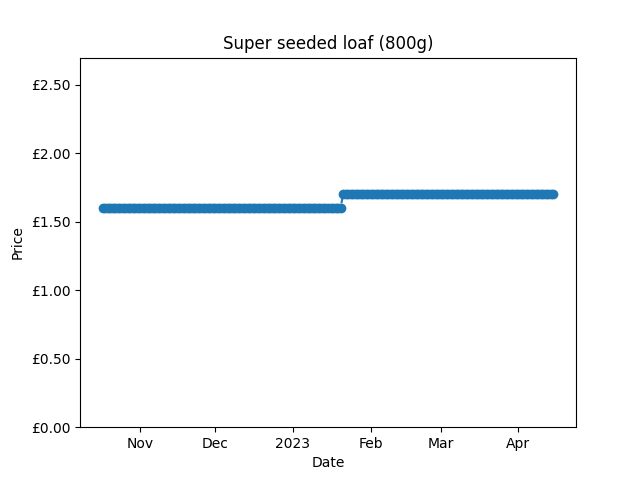 Super seeded loaf (800g)
£2.50
£2.00
£1.50
£1.00
£0.50
£0.00
Price
Nov Dec 2023 Feb Mar Apr
Date